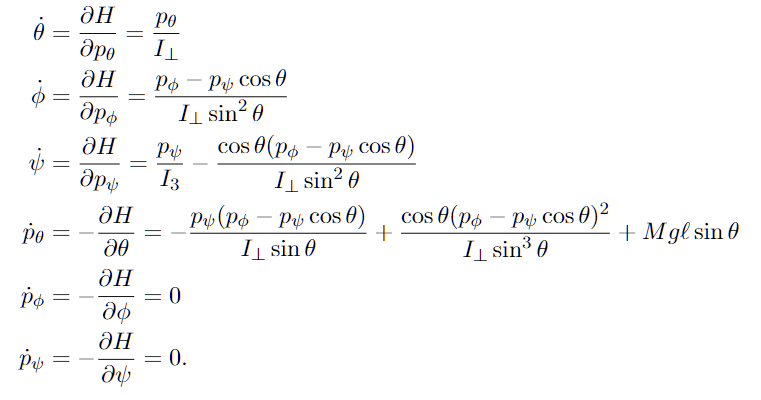 θ̇ = ∂H/∂p_θ = p_θ/I_⊥
ϕ̇ = ∂H/∂p_ϕ = (p_ϕ − p_ψ cos θ)/(I_⊥ sin² θ)
ψ̇ = ∂H/∂p_ψ = p_ψ/I₃ − cos θ(p_ϕ − p_ψ cos θ)/(I_⊥ sin² θ)
ṗ_θ = −∂H/∂θ = −p_ψ(p_ϕ − p_ψ cos θ)/(I_⊥ sin θ) + cos θ(p_ϕ − p_ψ cos θ)²/(I_⊥ sin³ θ) + Mgℓ sin θ
ṗ_ϕ = −∂H/∂ϕ = 0
ṗ_ψ = −∂H/∂ψ = 0.